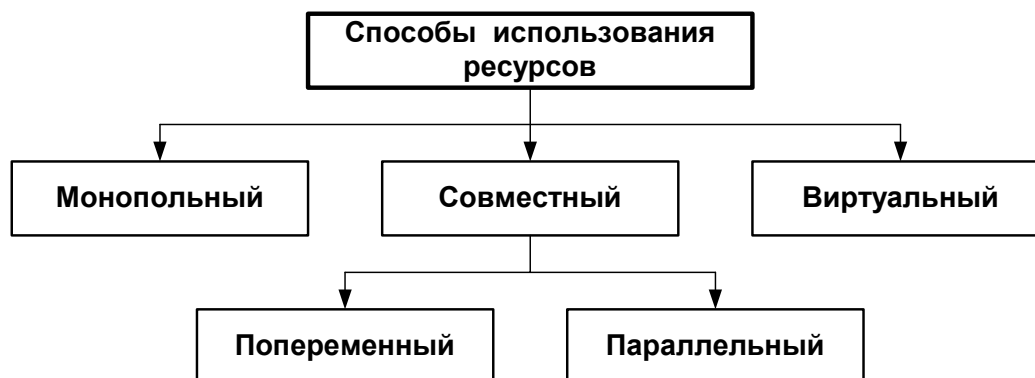 Способы использования
ресурсов
Монопольный
Совместный
Виртуальный
Попеременный
Параллельный